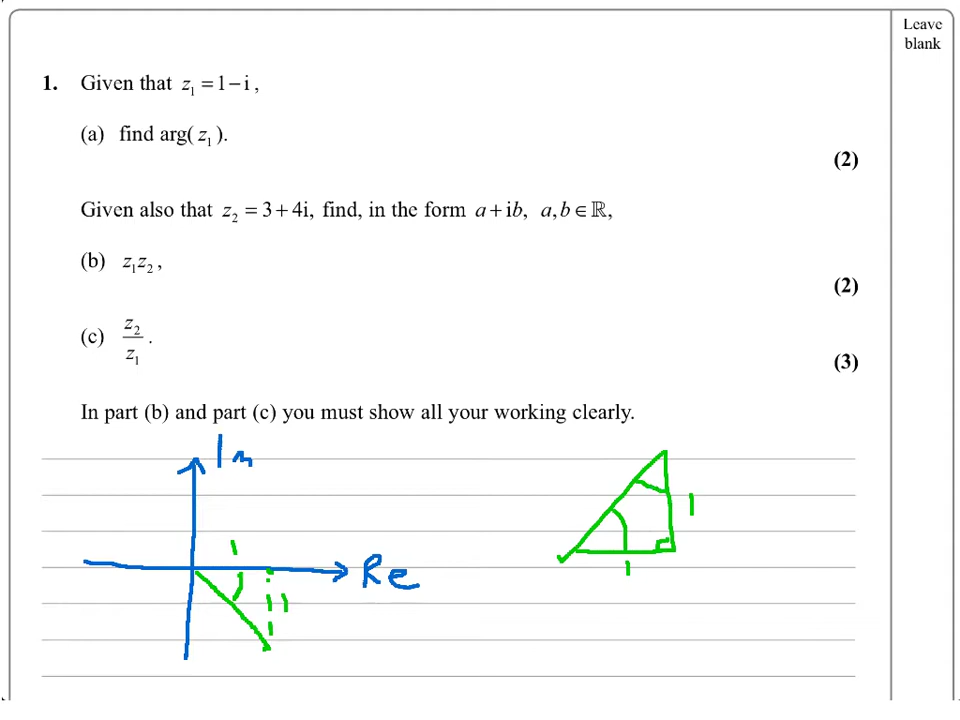 Leave
blank
1. Given that z₁ = 1 − i,
(a) find arg(z₁).
(2)
Given also that z₂ = 3 + 4i, find, in the form a + ib, a, b ∈ ℝ,
(b) z₁z₂,
(2)
(c) z₂/z₁.
(3)
In part (b) and part (c) you must show all your working clearly.
Im
1
1
1
Re
1